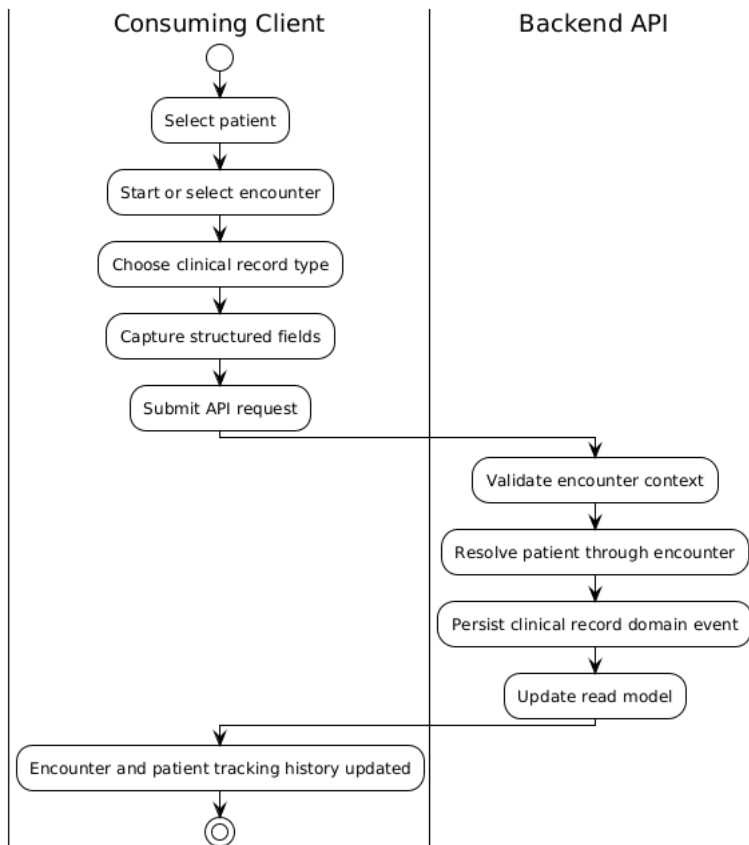 Consuming Client
Backend API
Select patient
Start or select encounter
Choose clinical record type
Capture structured fields
Submit API request
Validate encounter context
Resolve patient through encounter
Persist clinical record domain event
Update read model
Encounter and patient tracking history updated